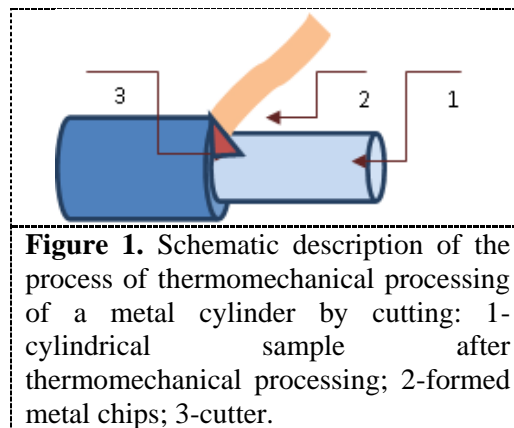 3 2 1
Figure 1. Schematic description of the
process of thermomechanical processing
of a metal cylinder by cutting: 1-
cylindrical sample after
thermomechanical processing; 2-formed
metal chips; 3-cutter.